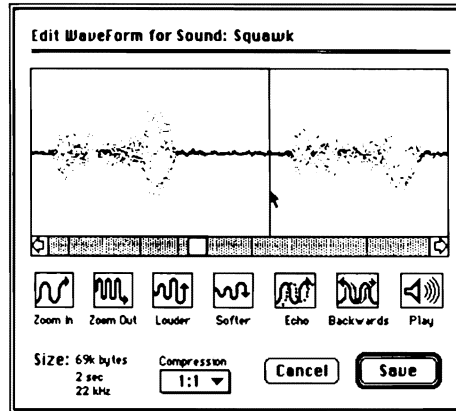 Edit WaveForm for Sound: Squawk
Zoom In Zoom Out Louder Softer Echo Backwards Play
Size: 69k bytes
2 sec
22 kHz
Compression
1:1
Cancel
Save